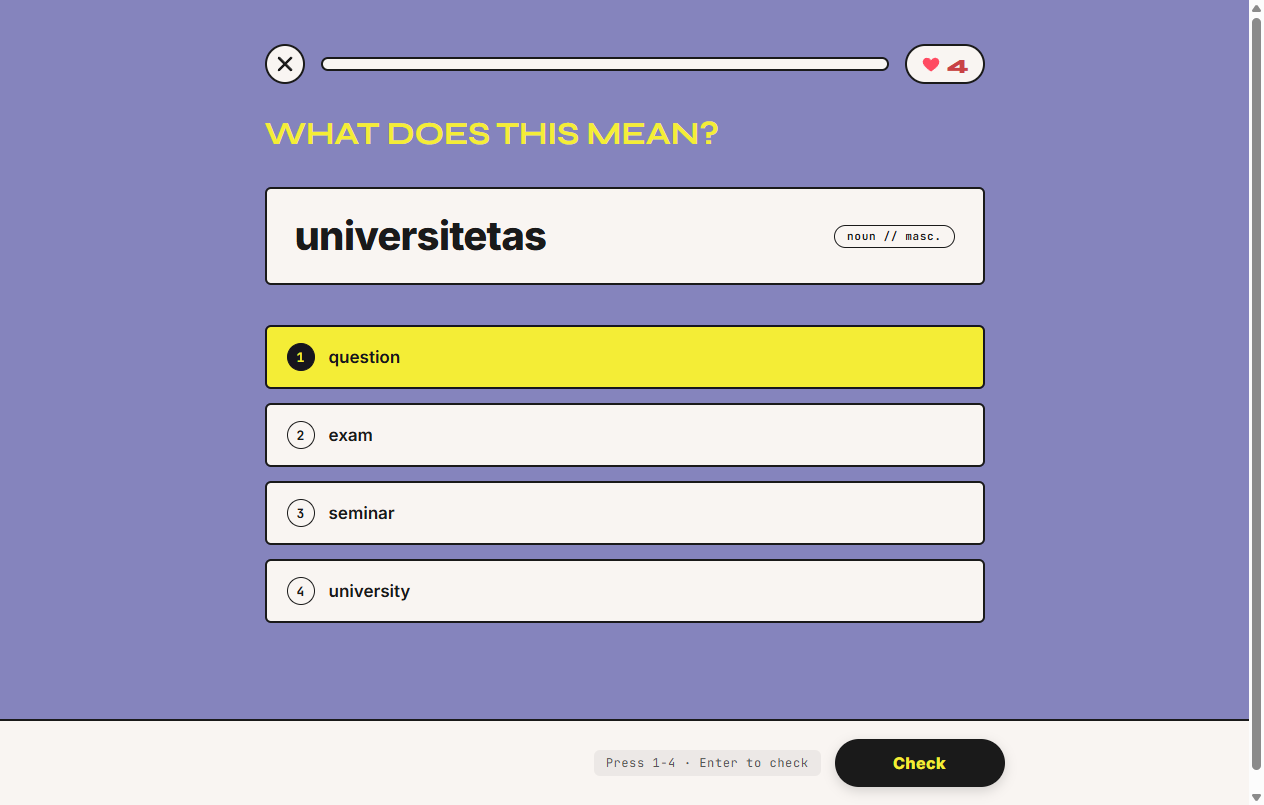 4
WHAT DOES THIS MEAN?
universitetas
noun // masc.
1 question
2 exam
3 seminar
4 university
Press 1-4 · Enter to check
Check